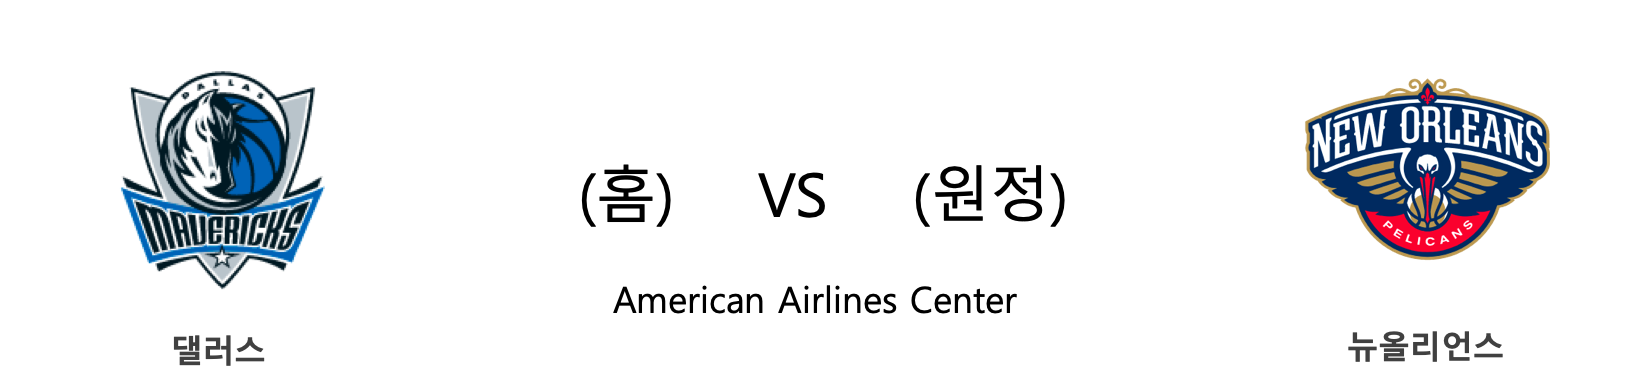 DALLAS
MAVERICKS
댈러스
(홈) VS (원정)
American Airlines Center
NEW ORLEANS
PELICANS
뉴올리언스